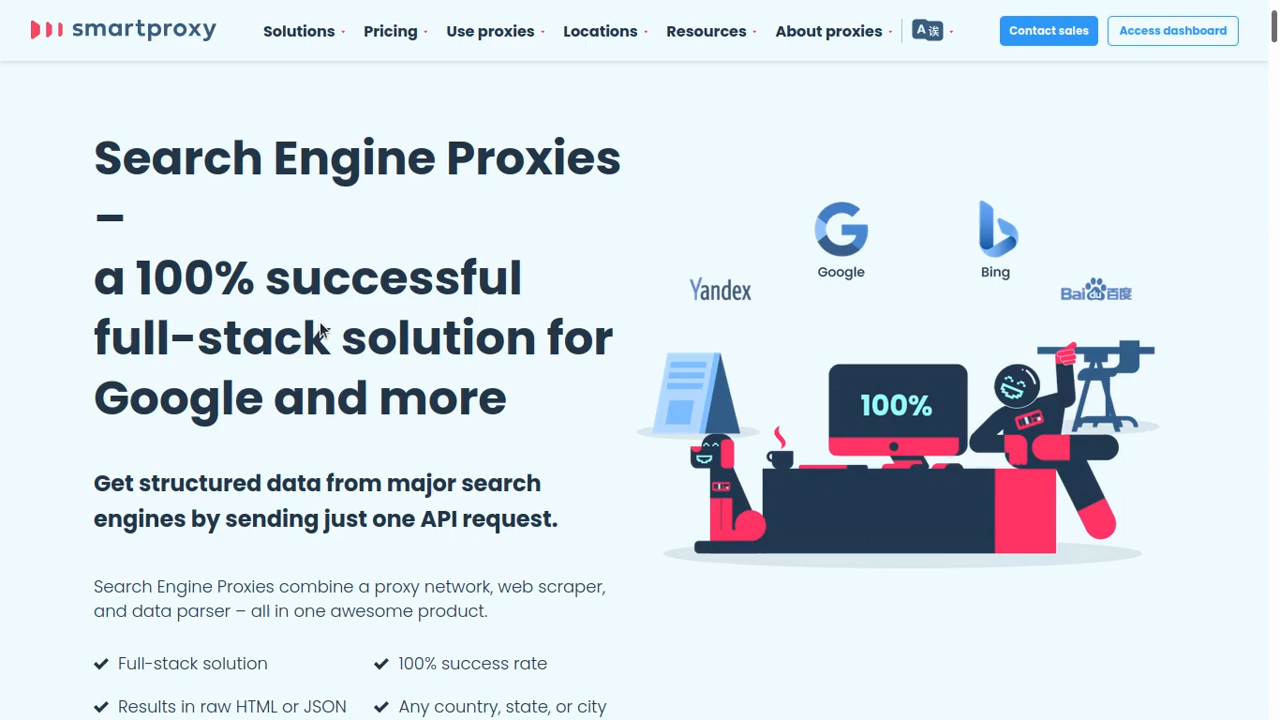 smartproxy
Solutions
Pricing
Use proxies
Locations
Resources
About proxies
A 诶
Contact sales
Access dashboard
Search Engine Proxies
–
a 100% successful
full-stack solution for
Google and more
Get structured data from major search
engines by sending just one API request.
Search Engine Proxies combine a proxy network, web scraper,
and data parser – all in one awesome product.
Full-stack solution
100% success rate
Results in raw HTML or JSON
Any country, state, or city
Google
Bing
Yandex
Bai du 百度
100%